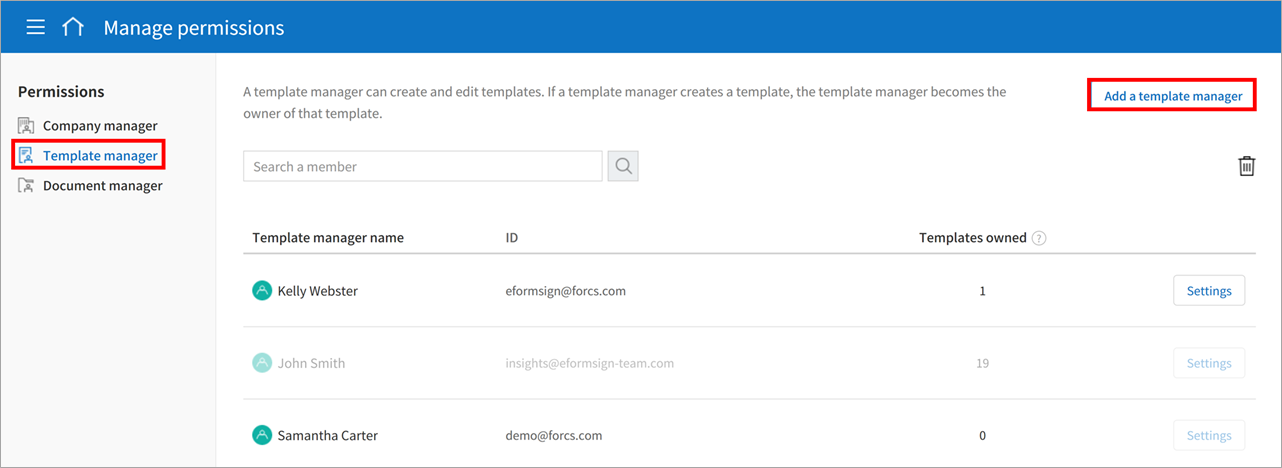 Manage permissions
Permissions
Company manager
Template manager
Document manager
A template manager can create and edit templates. If a template manager creates a template, the template manager becomes the
owner of that template.
Add a template manager
Search a member
Template manager name ID Templates owned ?
Kelly Webster eformsign@forcs.com 1 Settings
John Smith insights@eformsign-team.com 19 Settings
Samantha Carter demo@forcs.com 0 Settings